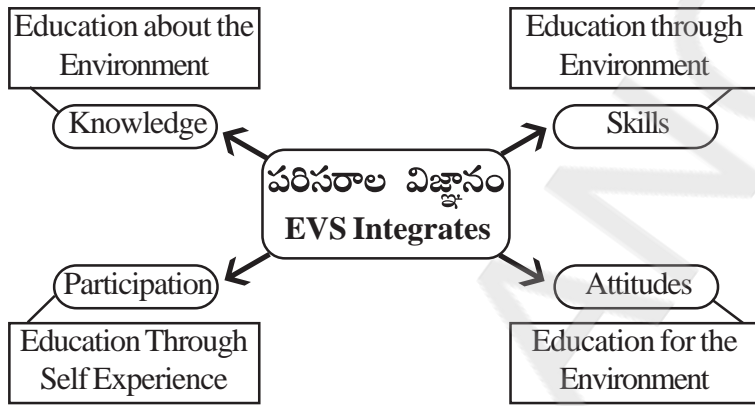 Education about the
Environment
Knowledge
Education through
Environment
Skills
పరిసరాల విజ్ఞానం
EVS Integrates
Participation
Education Through
Self Experience
Attitudes
Education for the
Environment